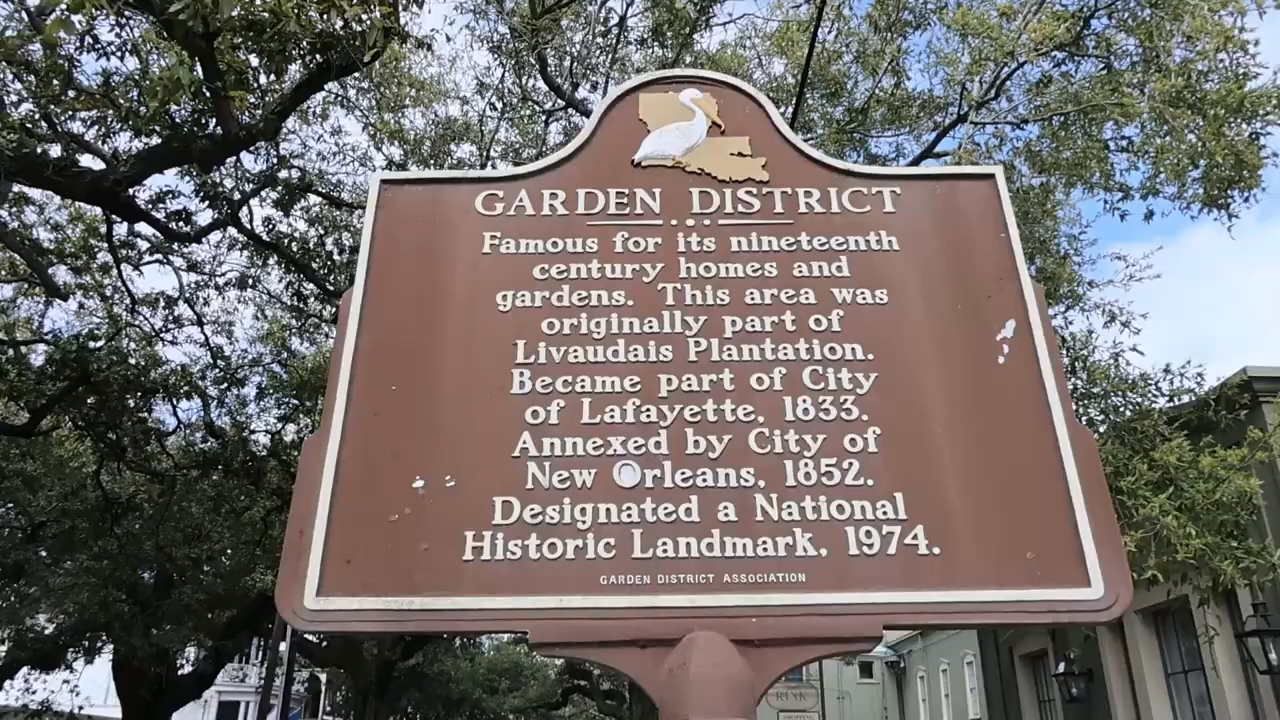 GARDEN DISTRICT
Famous for its nineteenth
century homes and
gardens. This area was
originally part of
Livaudais Plantation.
Became part of City
of Lafayette, 1833.
Annexed by City of
New Orleans, 1852.
Designated a National
Historic Landmark, 1974.
GARDEN DISTRICT ASSOCIATION
RINK
SHOPPING